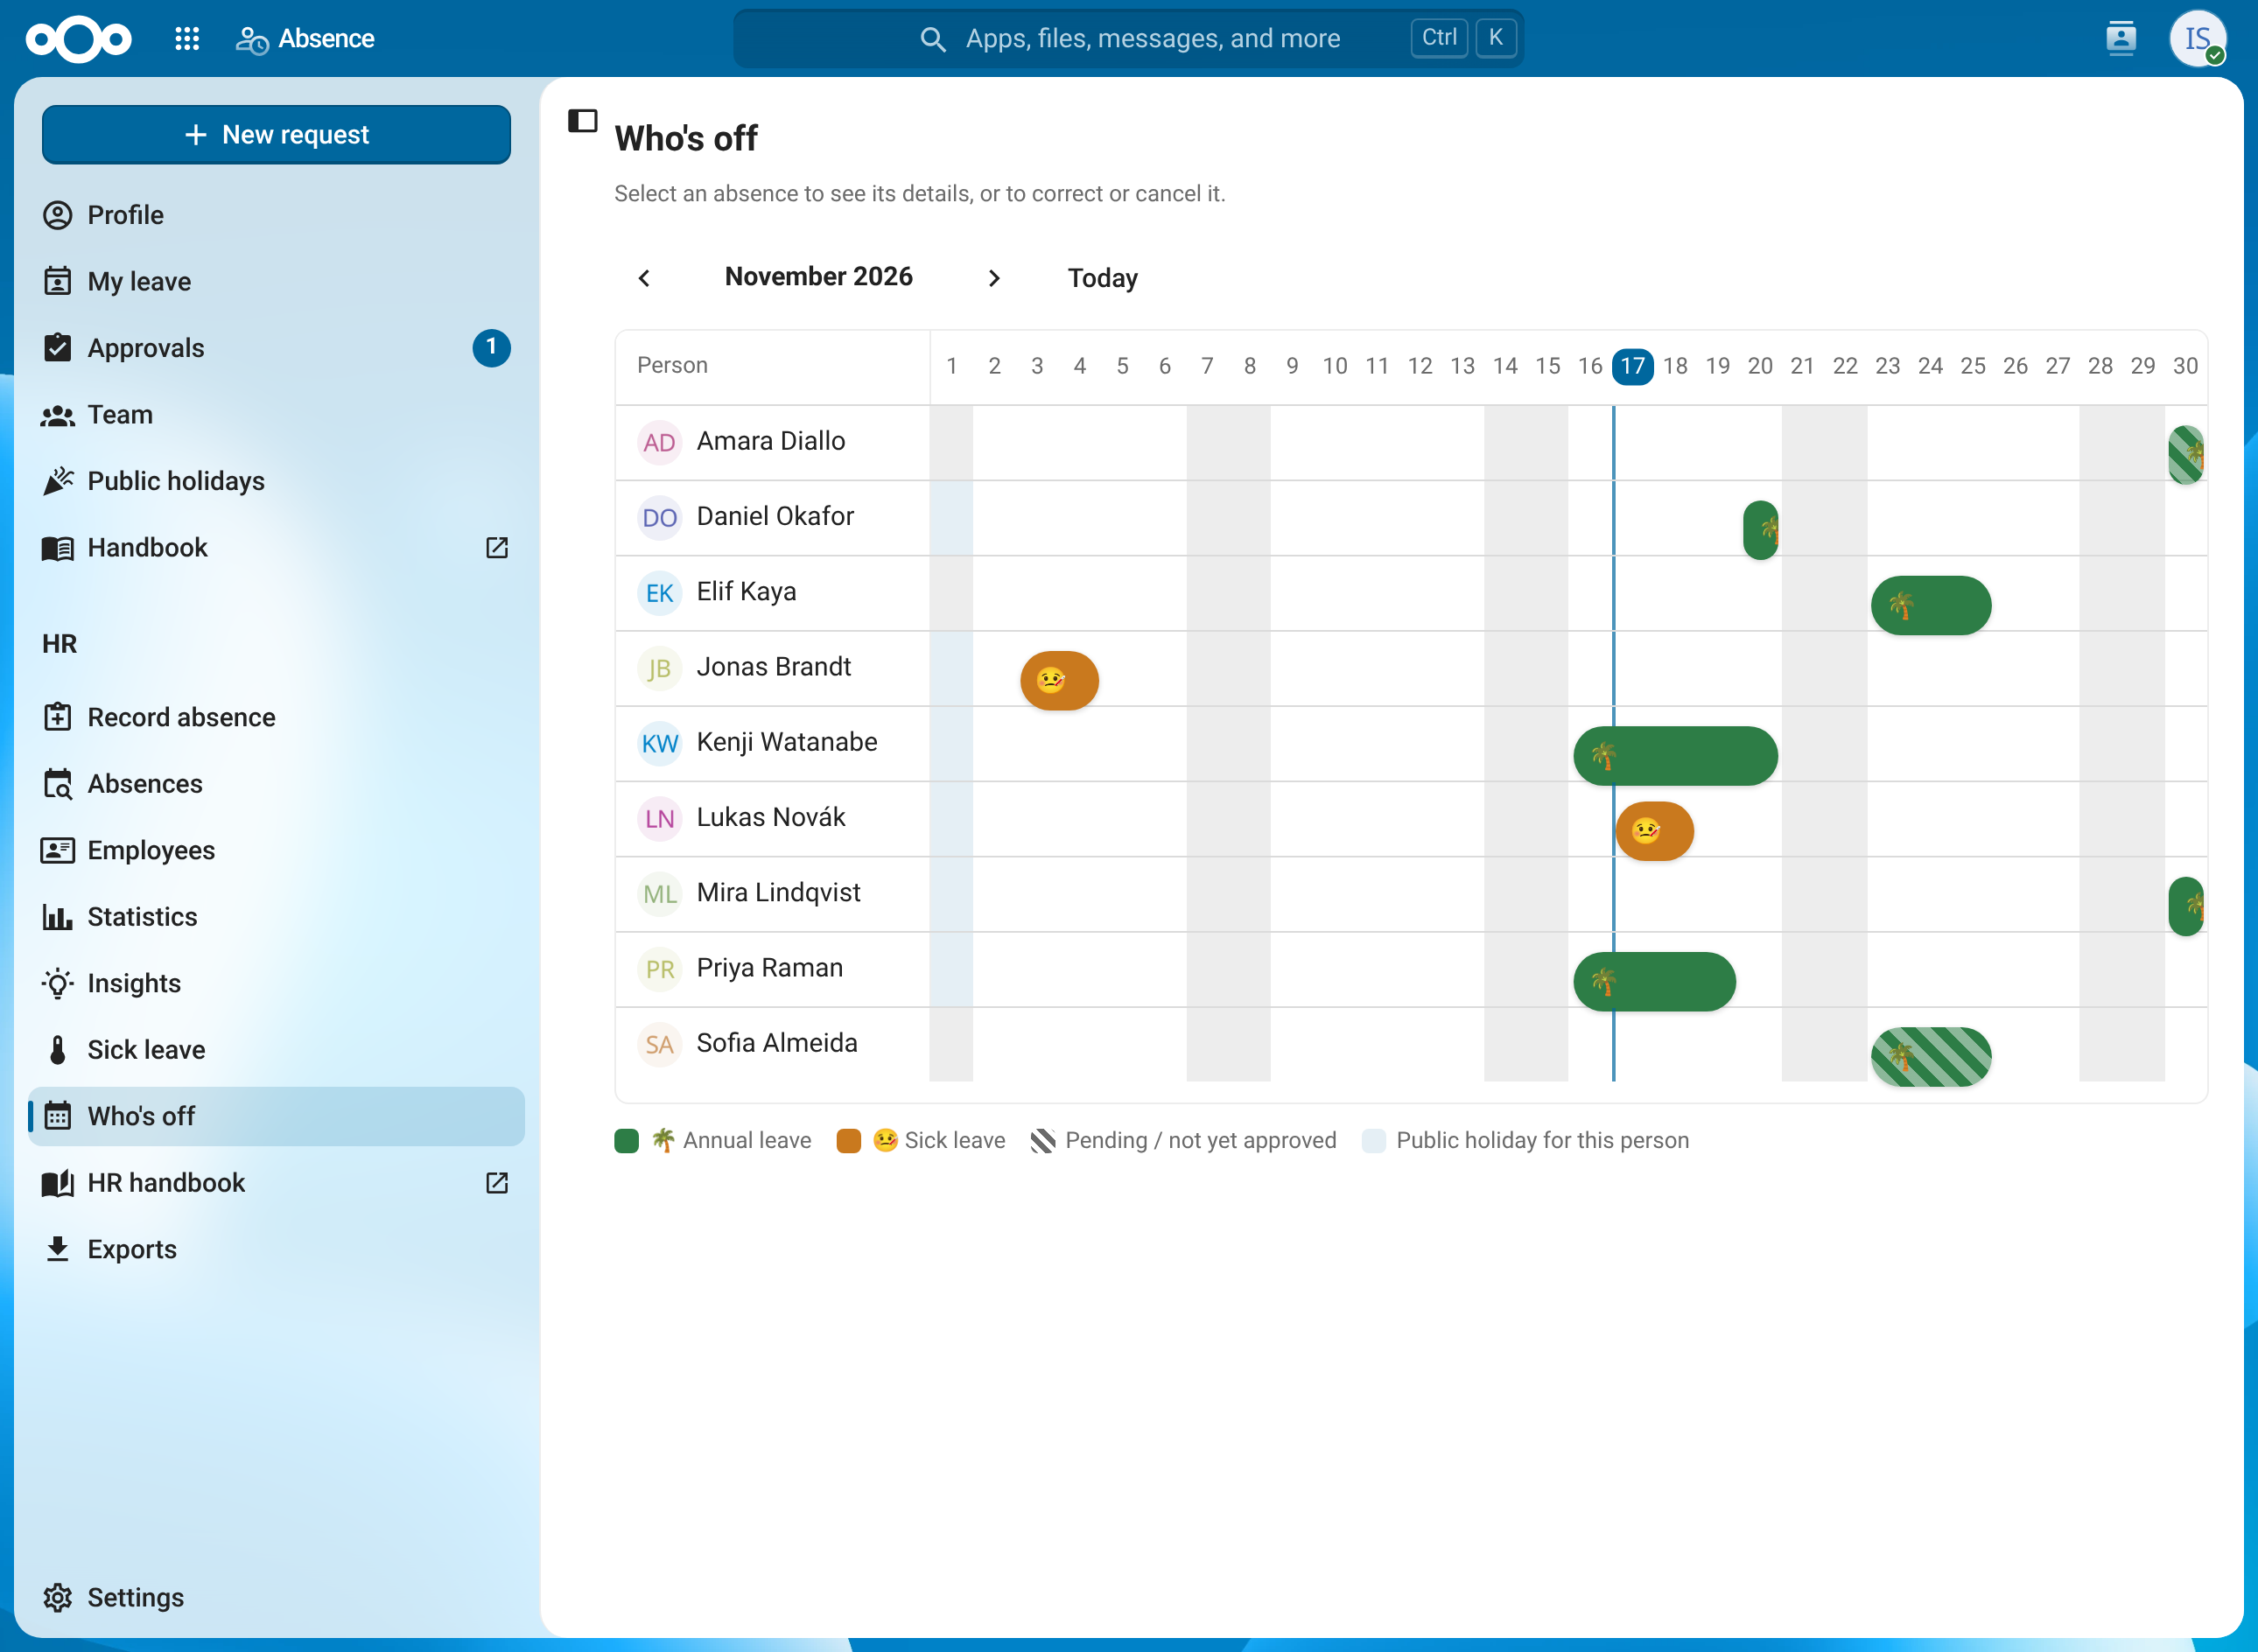 Absence
Apps, files, messages, and more
Ctrl
K
IS
New request
Profile
My leave
Approvals
1
Team
Public holidays
Handbook
HR
Record absence
Absences
Employees
Statistics
Insights
Sick leave
Who's off
HR handbook
Exports
Settings
Who's off
Select an absence to see its details, or to correct or cancel it.
November 2026
Today
Person 1 2 3 4 5 6 7 8 9 10 11 12 13 14 15 16 17 18 19 20 21 22 23 24 25 26 27 28 29 30
AD Amara Diallo
DO Daniel Okafor
EK Elif Kaya
JB Jonas Brandt
KW Kenji Watanabe
LN Lukas Novák
ML Mira Lindqvist
PR Priya Raman
SA Sofia Almeida
🌴 Annual leave 🤒 Sick leave Pending / not yet approved Public holiday for this person